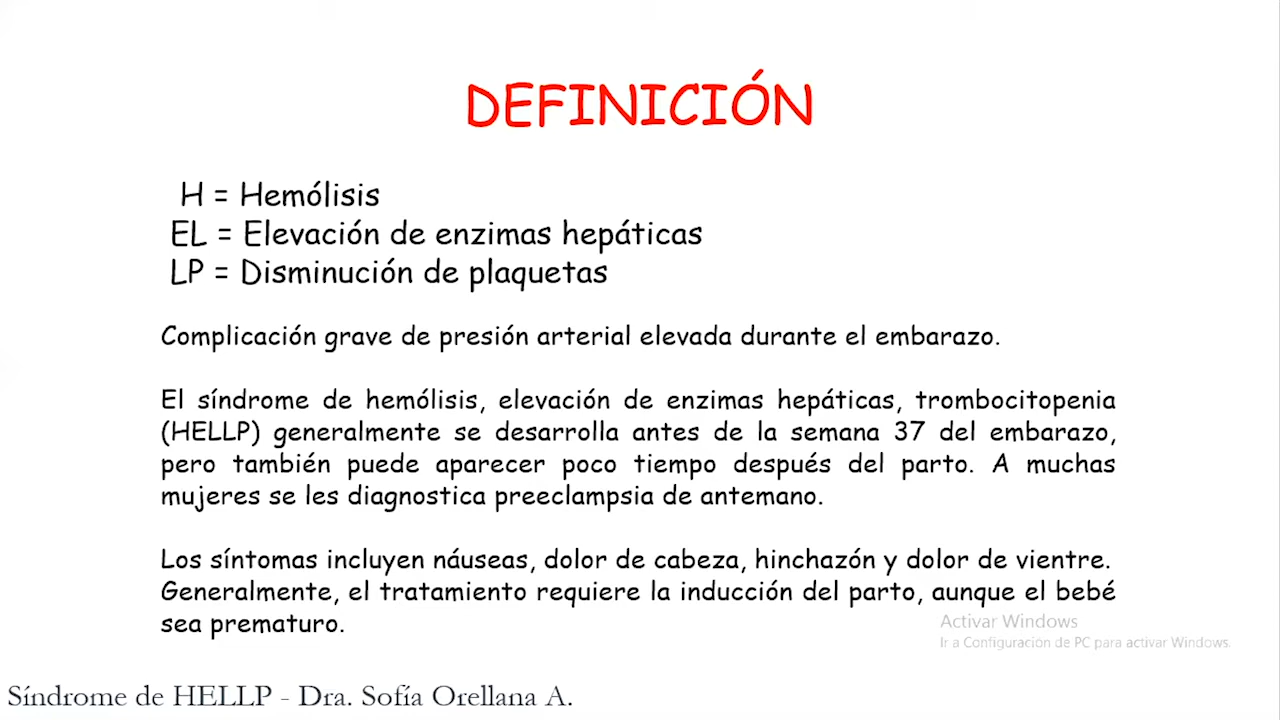 DEFINICIÓN
H = Hemólisis
EL = Elevación de enzimas hepáticas
LP = Disminución de plaquetas
Complicación grave de presión arterial elevada durante el embarazo.
El síndrome de hemólisis, elevación de enzimas hepáticas, trombocitopenia
(HELLP) generalmente se desarrolla antes de la semana 37 del embarazo,
pero también puede aparecer poco tiempo después del parto. A muchas
mujeres se les diagnostica preeclampsia de antemano.
Los síntomas incluyen náuseas, dolor de cabeza, hinchazón y dolor de vientre.
Generalmente, el tratamiento requiere la inducción del parto, aunque el bebé
sea prematuro.
Activar Windows
Ir a Configuración de PC para activar Windows.
Síndrome de HELLP - Dra. Sofía Orellana A.